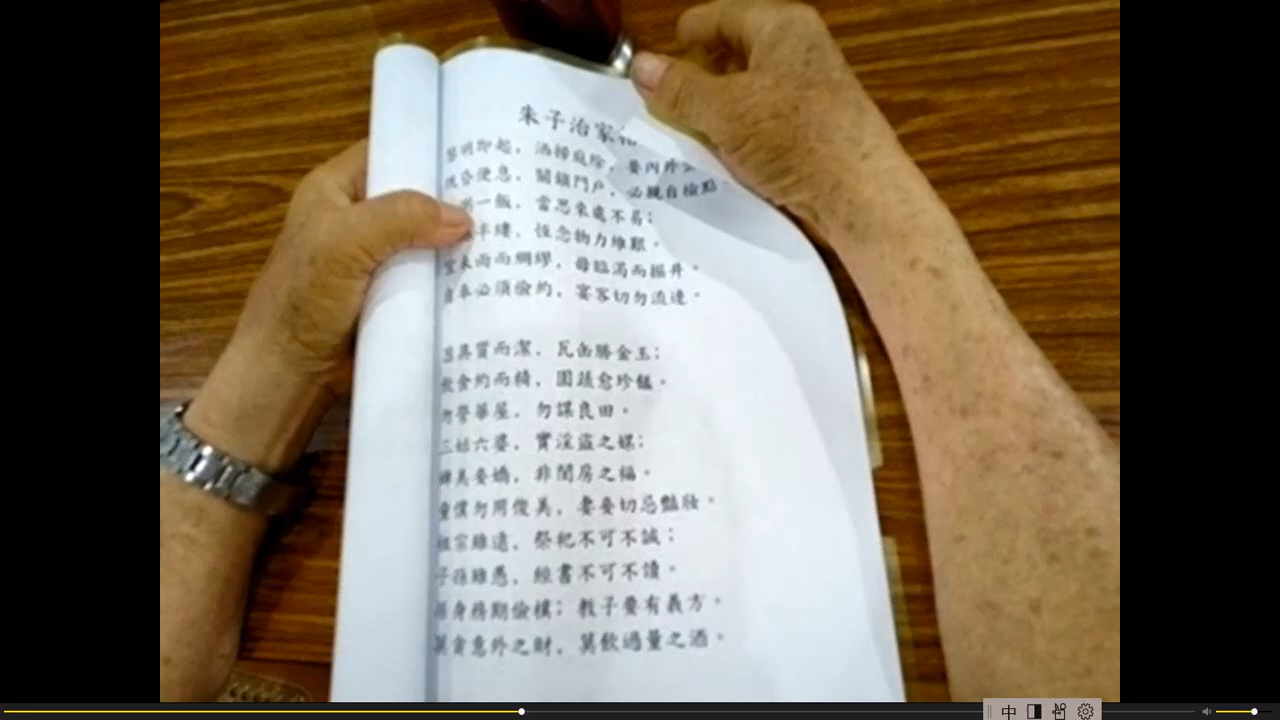 朱子治家
黎明即起，洒掃庭除，要內外
既昏便息，關鎖門戶，必親自檢點
一飯，當思來處不易；
半縷，恆念物力維艱。
宜未雨而綢繆，毋臨渴而掘井。
自奉必須儉約，宴客切勿流連。
器具質而潔，瓦缶勝金玉；
飲食約而精，園蔬愈珍饈。
勿營華屋，勿謀良田。
三姑六婆，實淫盜之媒；
婢美妾嬌，非閨房之福。
童僕勿用俊美，妻妾切忌豔妝。
祖宗雖遠，祭祀不可不誠；
子孫雖愚，經書不可不讀。
居身務期儉樸；教子要有義方。
莫貪意外之財，莫飲過量之酒。
中